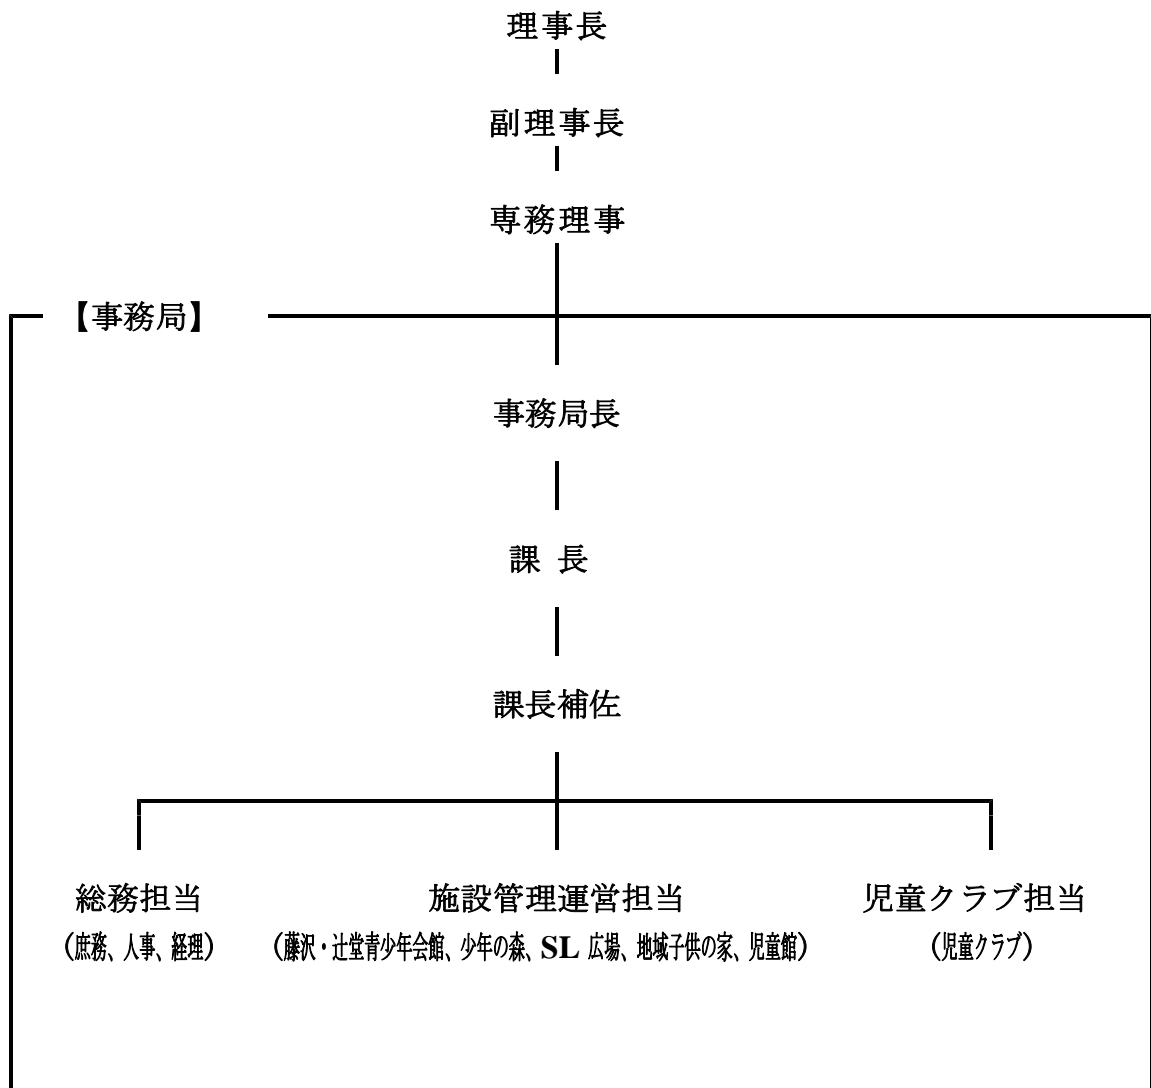 理事長
副理事長
専務理事
【事務局】
事務局長
課 長
課長補佐
総務担当 施設管理運営担当 児童クラブ担当
(庶務、人事、経理) (藤沢・辻堂青少年会館、少年の森、SL 広場、地域子供の家、児童館) (児童クラブ)